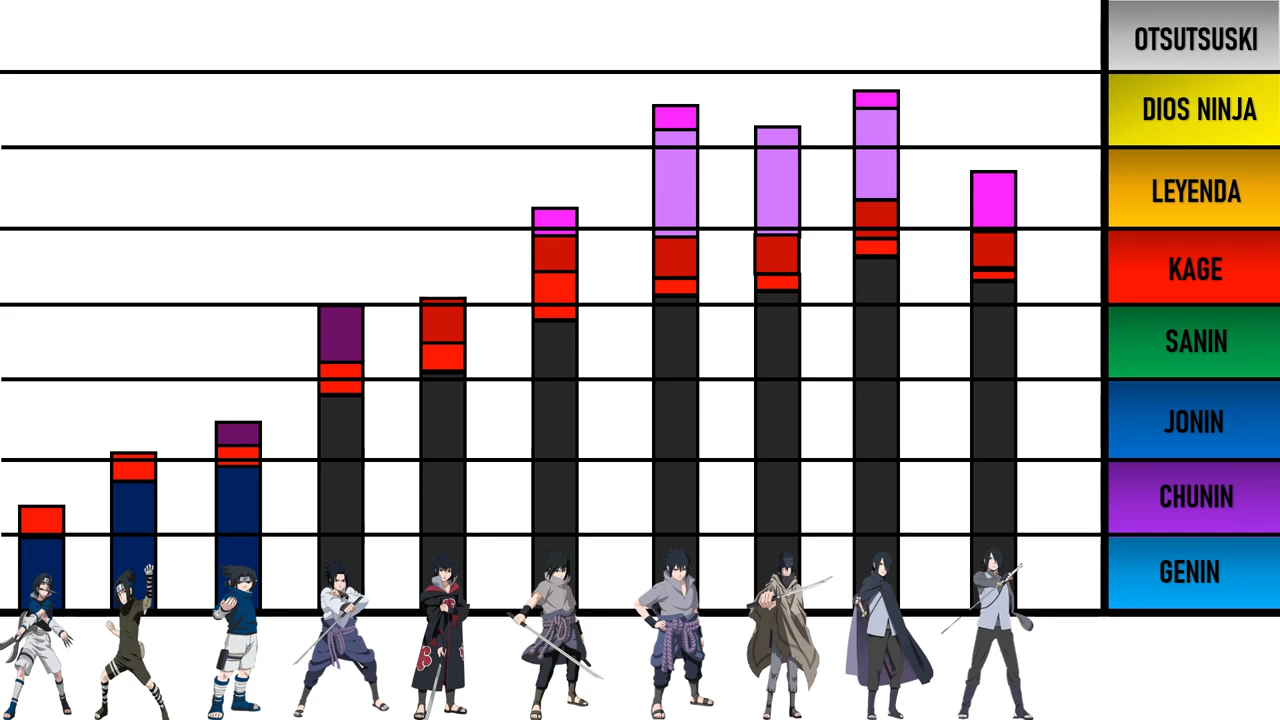 OTSUTSUSKI
DIOS NINJA
LEYENDA
KAGE
SANIN
JONIN
CHUNIN
GENIN